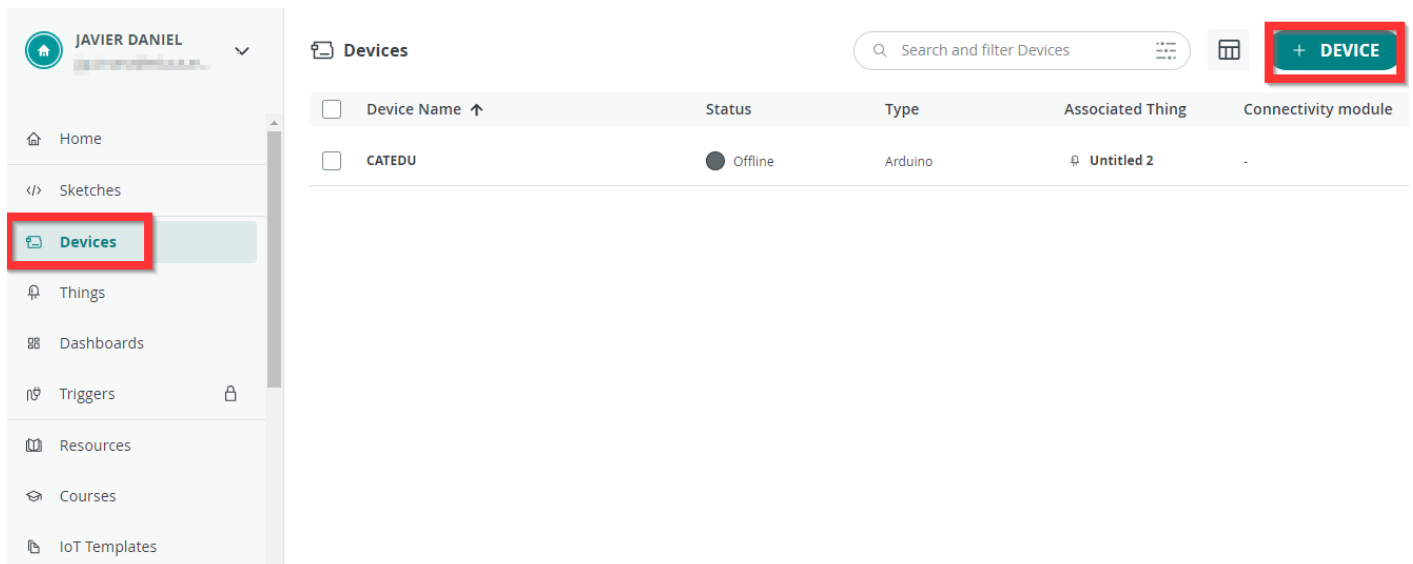 JAVIER DANIEL
Home
Sketches
Devices
Things
Dashboards
Triggers
Resources
Courses
IoT Templates
Devices
Search and filter Devices
+ DEVICE
Device Name ↑ Status Type Associated Thing Connectivity module
CATEDU Offline Arduino Untitled 2 -